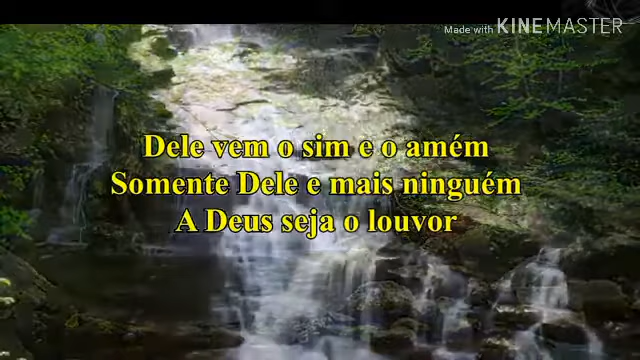 Made with KINEMASTER
Dele vem o sim e o amém
Somente Dele e mais ninguém
A Deus seja o louvor